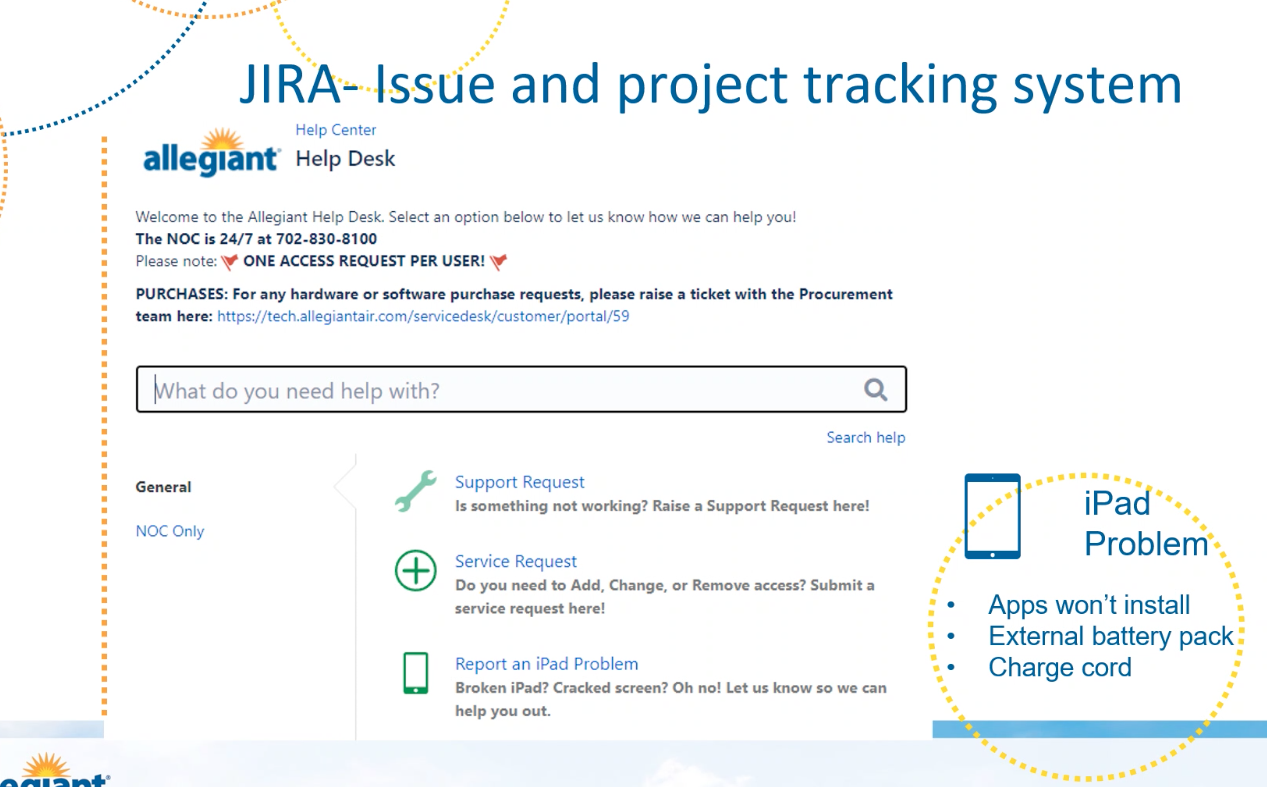 JIRA- Issue and project tracking system
Help Center
allegiant
Help Desk
Welcome to the Allegiant Help Desk. Select an option below to let us know how we can help you!
The NOC is 24/7 at 702-830-8100
Please note: ONE ACCESS REQUEST PER USER!
PURCHASES: For any hardware or software purchase requests, please raise a ticket with the Procurement
team here: https://tech.allegiantair.com/servicedesk/customer/portal/59
What do you need help with?
Search help
General
NOC Only
Support Request
Is something not working? Raise a Support Request here!
Service Request
Do you need to Add, Change, or Remove access? Submit a
service request here!
Report an iPad Problem
Broken iPad? Cracked screen? Oh no! Let us know so we can
help you out.
iPad
Problem
• Apps won’t install
• External battery pack
• Charge cord